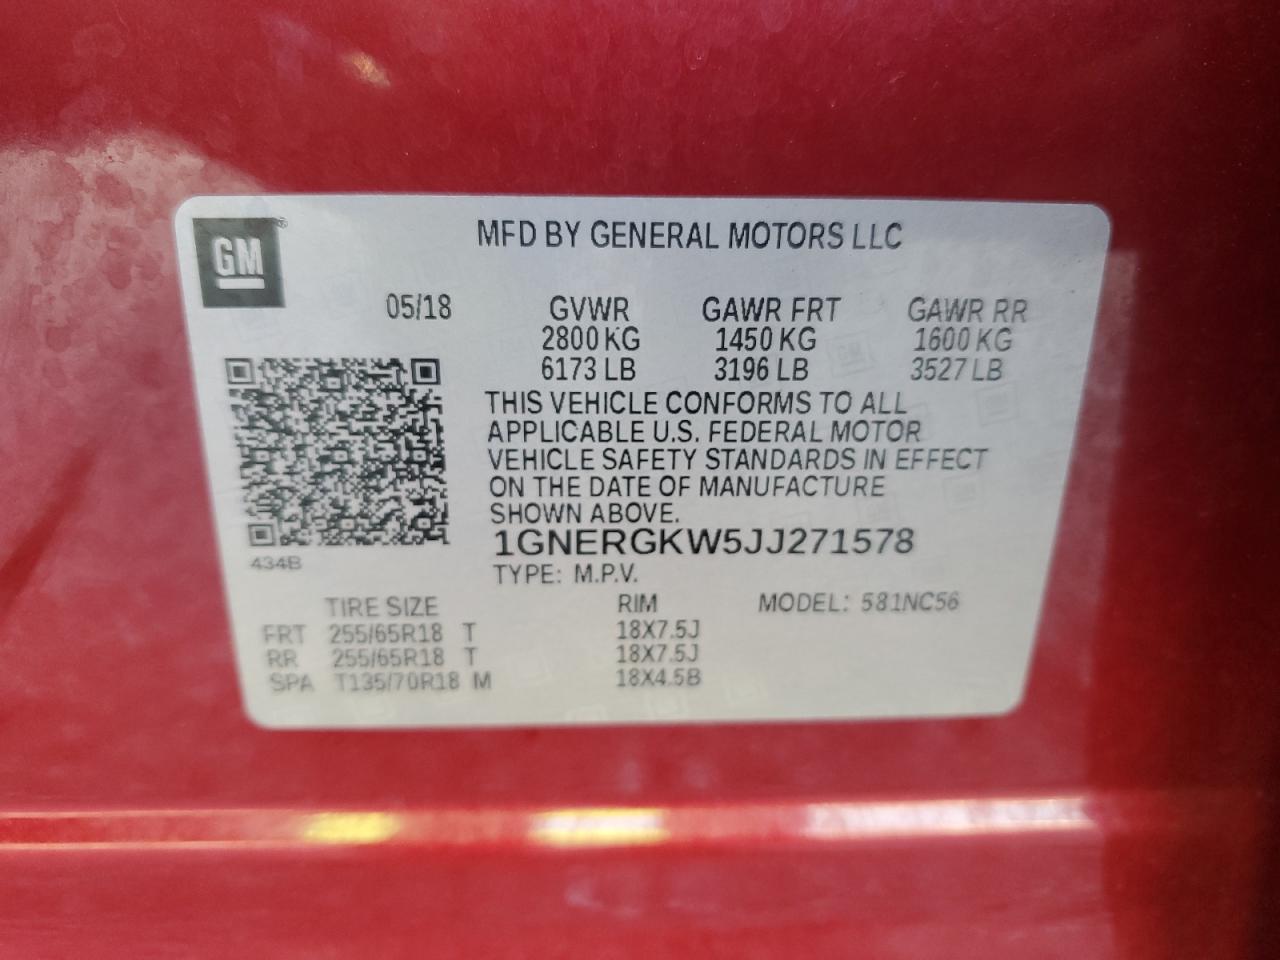 GM
MFD BY GENERAL MOTORS LLC
05/18 GVWR GAWR FRT GAWR RR
2800 KG 1450 KG 1600 KG
6173 LB 3196 LB 3527 LB
THIS VEHICLE CONFORMS TO ALL
APPLICABLE U.S. FEDERAL MOTOR
VEHICLE SAFETY STANDARDS IN EFFECT
ON THE DATE OF MANUFACTURE
SHOWN ABOVE.
1GNERGKW5JJ271578
434B
TYPE: M.P.V.
TIRE SIZE RIM MODEL: 581NC56
FRT 255/65R18 T 18X7.5J
RR 255/65R18 T 18X7.5J
SPA T135/70R18 M 18X4.5B